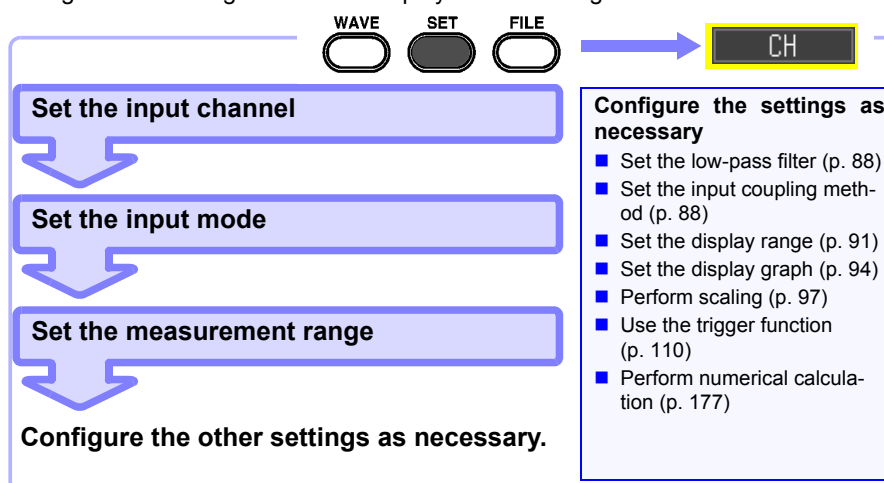 WAVE SET FILE
CH
Set the input channel
Set the input mode
Set the measurement range
Configure the other settings as necessary.
Configure the settings as
necessary
Set the low-pass filter (p. 88)
Set the input coupling meth-
od (p. 88)
Set the display range (p. 91)
Set the display graph (p. 94)
Perform scaling (p. 97)
Use the trigger function
(p. 110)
Perform numerical calcula-
tion (p. 177)